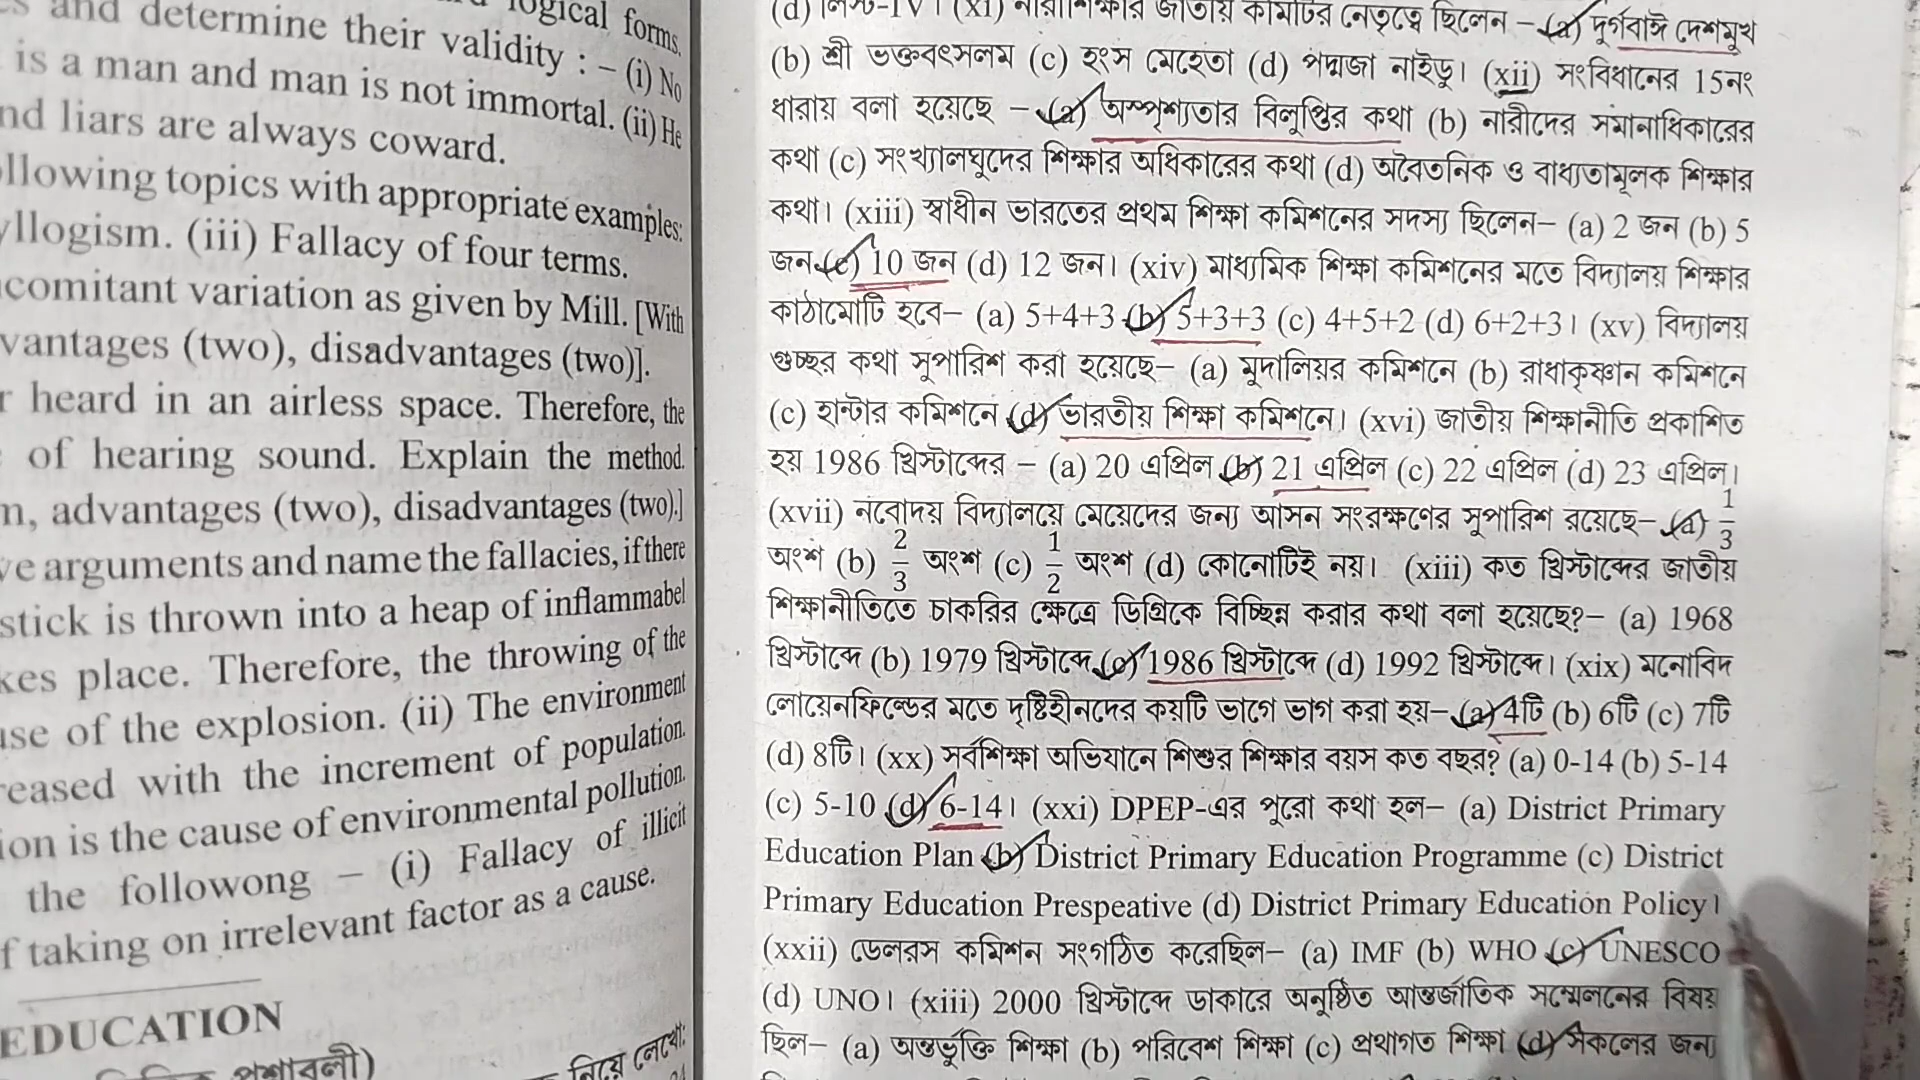 logical forms.
and determine their validity : – (i) No
is a man and man is not immortal. (ii) He
nd liars are always coward.
llowing topics with appropriate examples:
yllogism. (iii) Fallacy of four terms.
comitant variation as given by Mill. [With
vantages (two), disadvantages (two)].
r heard in an airless space. Therefore, the
of hearing sound. Explain the method.
n, advantages (two), disadvantages (two).]
ve arguments and name the fallacies, if there
stick is thrown into a heap of inflammabel
kes place. Therefore, the throwing of the
use of the explosion. (ii) The environment
reased with the increment of population.
ion is the cause of environmental pollution.
the followong – (i) Fallacy of illicit
f taking on irrelevant factor as a cause.
EDUCATION
নিয়ে লেখো:
(d) লিস্ট-IV। (xi) নারীশিক্ষার জাতীয় কমিটির নেতৃত্বে ছিলেন – (a) দুর্গবাঈ দেশমুখ
(b) শ্রী ভক্তবৎসলম (c) হংস মেহেতা (d) পদ্মজা নাইডু। (xii) সংবিধানের 15নং
ধারায় বলা হয়েছে – (a) অস্পৃশ্যতার বিলুপ্তির কথা (b) নারীদের সমানাধিকারের
কথা (c) সংখ্যালঘুদের শিক্ষার অধিকারের কথা (d) অবৈতনিক ও বাধ্যতামূলক শিক্ষার
কথা। (xiii) স্বাধীন ভারতের প্রথম শিক্ষা কমিশনের সদস্য ছিলেন– (a) 2 জন (b) 5
জন (c) 10 জন (d) 12 জন। (xiv) মাধ্যমিক শিক্ষা কমিশনের মতে বিদ্যালয় শিক্ষার
কাঠামোটি হবে– (a) 5+4+3 (b) 5+3+3 (c) 4+5+2 (d) 6+2+3। (xv) বিদ্যালয়
গুচ্ছর কথা সুপারিশ করা হয়েছে– (a) মুদালিয়র কমিশনে (b) রাধাকৃষ্ণান কমিশনে
(c) হান্টার কমিশনে (d) ভারতীয় শিক্ষা কমিশনে। (xvi) জাতীয় শিক্ষানীতি প্রকাশিত
হয় 1986 খ্রিস্টাব্দের – (a) 20 এপ্রিল (b) 21 এপ্রিল (c) 22 এপ্রিল (d) 23 এপ্রিল।
(xvii) নবোদয় বিদ্যালয়ে মেয়েদের জন্য আসন সংরক্ষণের সুপারিশ রয়েছে– (a) 1/3
অংশ (b) 2/3 অংশ (c) 1/2 অংশ (d) কোনোটিই নয়। (xiii) কত খ্রিস্টাব্দের জাতীয়
শিক্ষানীতিতে চাকরির ক্ষেত্রে ডিগ্রিকে বিচ্ছিন্ন করার কথা বলা হয়েছে?– (a) 1968
খ্রিস্টাব্দে (b) 1979 খ্রিস্টাব্দে (c) 1986 খ্রিস্টাব্দে (d) 1992 খ্রিস্টাব্দে। (xix) মনোবিদ
লোয়েনফিল্ডের মতে দৃষ্টিহীনদের কয়টি ভাগে ভাগ করা হয়– (a) 4টি (b) 6টি (c) 7টি
(d) 8টি। (xx) সর্বশিক্ষা অভিযানে শিশুর শিক্ষার বয়স কত বছর? (a) 0-14 (b) 5-14
(c) 5-10 (d) 6-14। (xxi) DPEP-এর পুরো কথা হল– (a) District Primary
Education Plan (b) District Primary Education Programme (c) District
Primary Education Prespeative (d) District Primary Education Policy।
(xxii) ডেলরস কমিশন সংগঠিত করেছিল– (a) IMF (b) WHO (c) UNESCO
(d) UNO। (xiii) 2000 খ্রিস্টাব্দে ডাকারে অনুষ্ঠিত আন্তর্জাতিক সম্মেলনের বিষয়
ছিল– (a) অন্তর্ভুক্তি শিক্ষা (b) পরিবেশ শিক্ষা (c) প্রথাগত শিক্ষা (d) সকলের জন্য